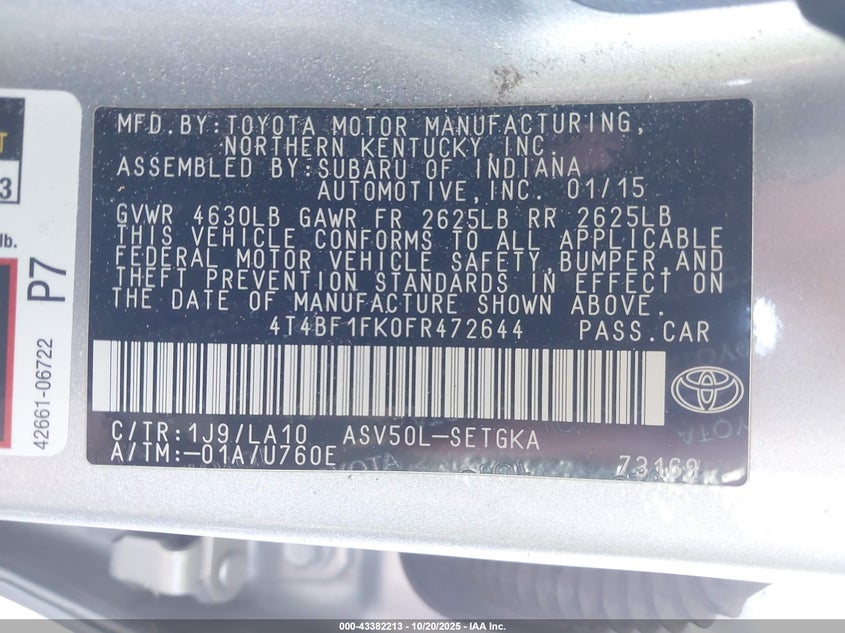 MFD.BY:TOYOTA MOTOR MANUFACTURING,
NORTHERN KENTUCKY, INC.
ASSEMBLED BY:SUBARU OF INDIANA
AUTOMOTIVE,INC. 01/15
GVWR 4630LB GAWR FR 2625LB RR 2625LB
THIS VEHICLE CONFORMS TO ALL APPLICABLE
FEDERAL MOTOR VEHICLE SAFETY,BUMPER,AND
THEFT PREVENTION STANDARDS IN EFFECT ON
THE DATE OF MANUFACTURE SHOWN ABOVE.
4T4BF1FK0FR472644 PASS.CAR
C/TR:1J9/LA10 ASV50L-SETGKA
A/TM:-01A/U760E 73169
TOYOTA
3
lb.
P7
42661-06722
000-43382213 - 10/20/2025 - IAA Inc.